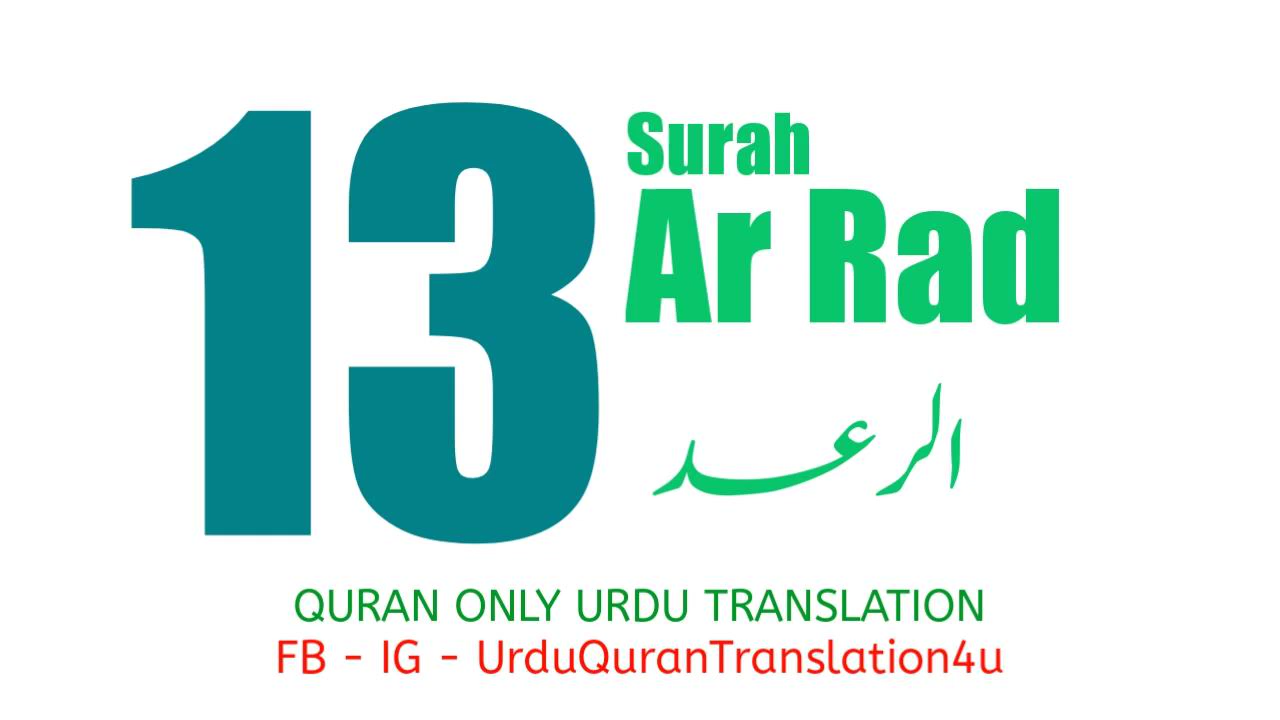 13
Surah
Ar Rad
الرعد
QURAN ONLY URDU TRANSLATION
FB - IG - UrduQuranTranslation4u